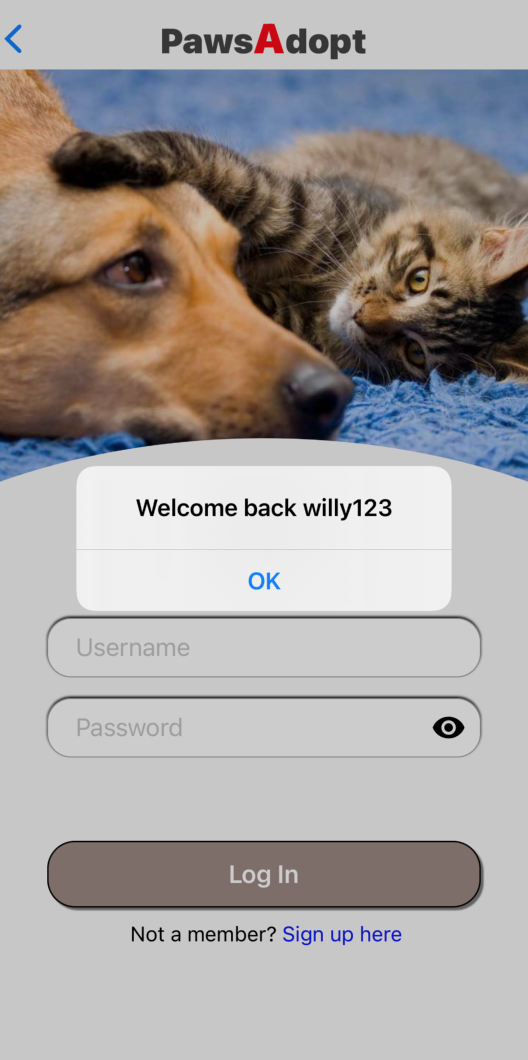 PawsAdopt
Welcome back willy123
OK
Username
Password
Log In
Not a member? Sign up here